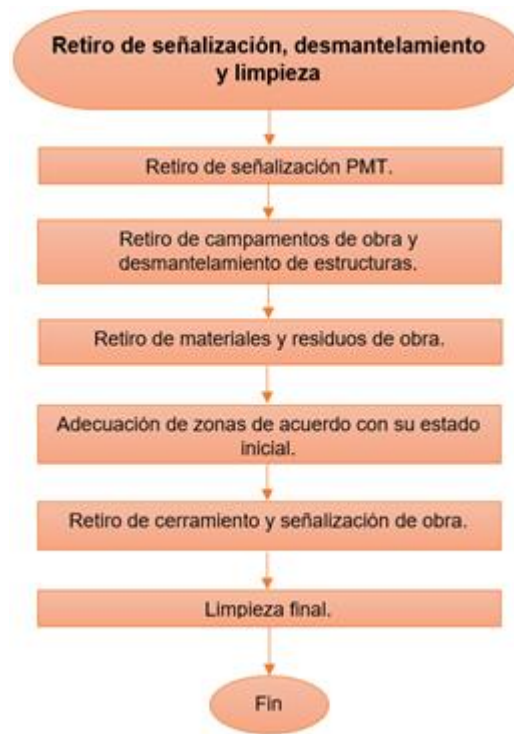 Retiro de señalización, desmantelamiento
y limpieza
Retiro de señalización PMT.
Retiro de campamentos de obra y
desmantelamiento de estructuras.
Retiro de materiales y residuos de obra.
Adecuación de zonas de acuerdo con su estado
inicial.
Retiro de cerramiento y señalización de obra.
Limpieza final.
Fin